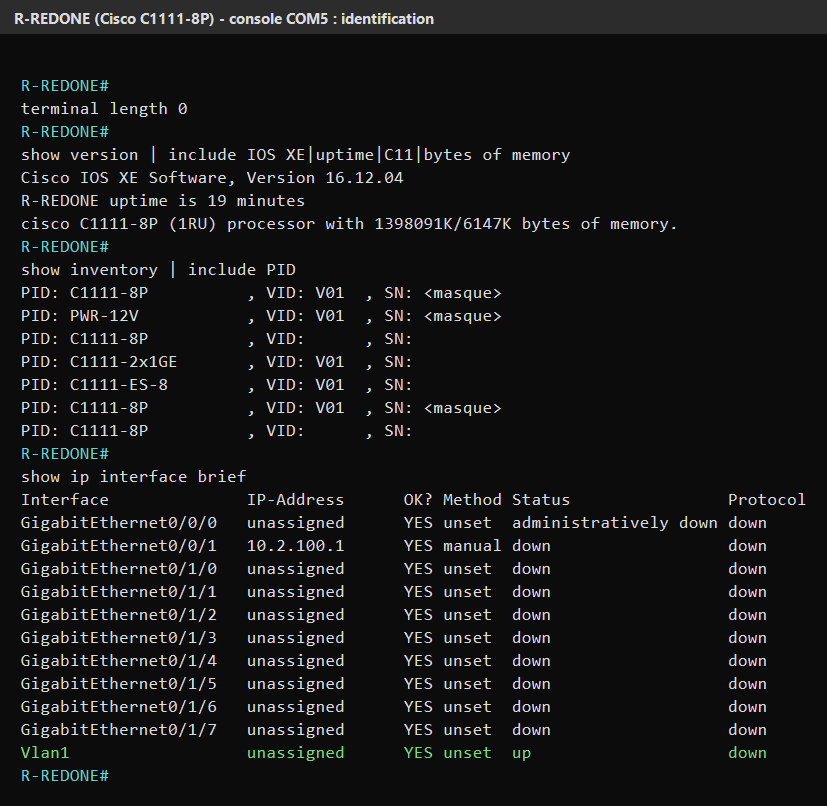 R-REDONE (Cisco C1111-8P) - console COM5 : identification
R-REDONE#
terminal length 0
R-REDONE#
show version | include IOS XE|uptime|C11|bytes of memory
Cisco IOS XE Software, Version 16.12.04
R-REDONE uptime is 19 minutes
cisco C1111-8P (1RU) processor with 1398091K/6147K bytes of memory.
R-REDONE#
show inventory | include PID
PID: C1111-8P          , VID: V01  , SN: <masque>
PID: PWR-12V           , VID: V01  , SN: <masque>
PID: C1111-8P          , VID:      , SN:
PID: C1111-2x1GE       , VID: V01  , SN:
PID: C1111-ES-8        , VID: V01  , SN:
PID: C1111-8P          , VID: V01  , SN: <masque>
PID: C1111-8P          , VID:      , SN:
R-REDONE#
show ip interface brief
Interface              IP-Address      OK? Method Status                Protocol
GigabitEthernet0/0/0   unassigned      YES unset  administratively down down
GigabitEthernet0/0/1   10.2.100.1      YES manual down                  down
GigabitEthernet0/1/0   unassigned      YES unset  down                  down
GigabitEthernet0/1/1   unassigned      YES unset  down                  down
GigabitEthernet0/1/2   unassigned      YES unset  down                  down
GigabitEthernet0/1/3   unassigned      YES unset  down                  down
GigabitEthernet0/1/4   unassigned      YES unset  down                  down
GigabitEthernet0/1/5   unassigned      YES unset  down                  down
GigabitEthernet0/1/6   unassigned      YES unset  down                  down
GigabitEthernet0/1/7   unassigned      YES unset  down                  down
Vlan1                  unassigned      YES unset  up                    down
R-REDONE#